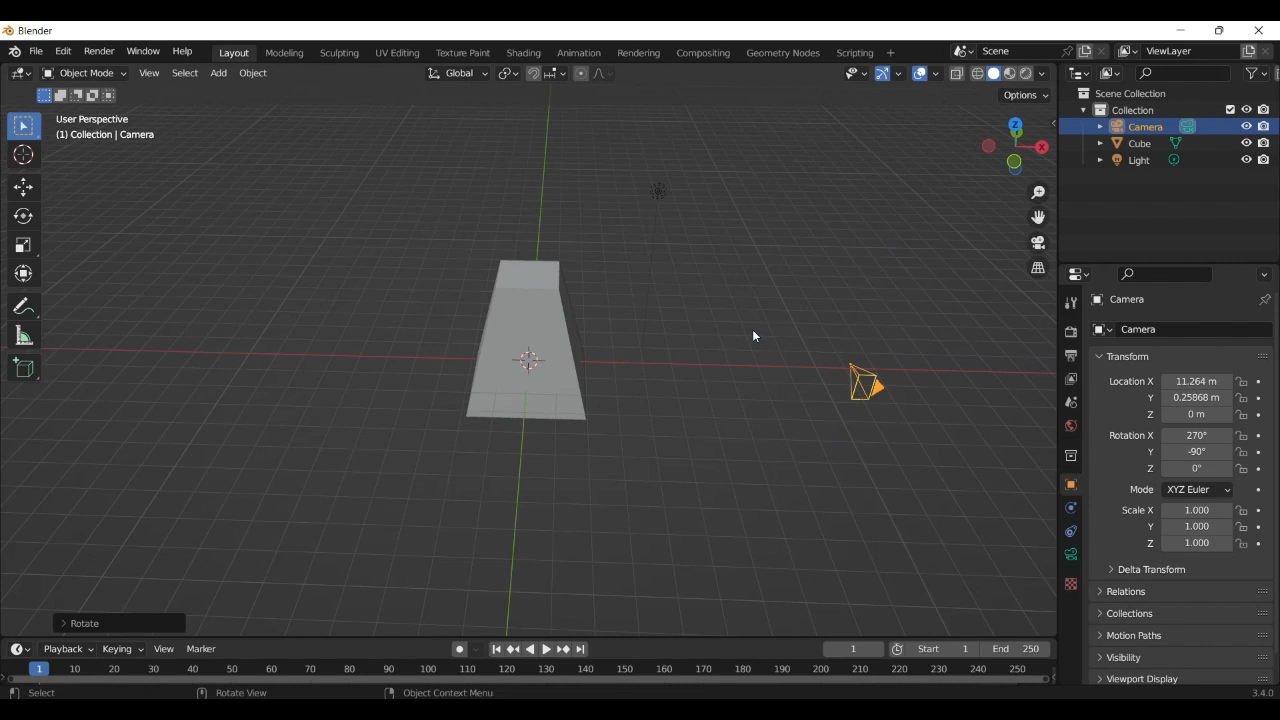 Blender
File Edit Render Window Help Layout Modeling Sculpting UV Editing Texture Paint Shading Animation Rendering Compositing Geometry Nodes Scripting + Scene ViewLayer
Object Mode View Select Add Object Global
Options
User Perspective
(1) Collection | Camera
Z
X
Scene Collection
Collection
Camera
Cube
Light
Camera
Camera
Transform
Location X 11.264 m
Y 0.25868 m
Z 0 m
Rotation X 270°
Y -90°
Z 0°
Mode XYZ Euler
Scale X 1.000
Y 1.000
Z 1.000
Delta Transform
Relations
Collections
Motion Paths
Visibility
Viewport Display
Rotate
Playback Keying View Marker 1 Start 1 End 250
1 10 20 30 40 50 60 70 80 90 100 110 120 130 140 150 160 170 180 190 200 210 220 230 240 250
Select Rotate View Object Context Menu 3.4.0